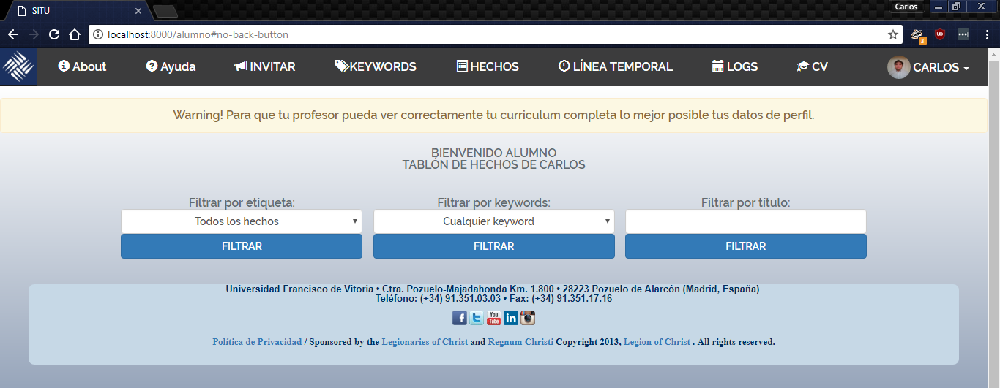 SITU
Carlos
localhost:8000/alumno#no-back-button
3
About Ayuda INVITAR KEYWORDS HECHOS LÍNEA TEMPORAL LOGS CV CARLOS
Warning! Para que tu profesor pueda ver correctamente tu curriculum completa lo mejor posible tus datos de perfil.
BIENVENIDO ALUMNO
TABLÓN DE HECHOS DE CARLOS
Filtrar por etiqueta: Filtrar por keywords: Filtrar por título:
Todos los hechos Cualquier keyword
FILTRAR FILTRAR FILTRAR
Universidad Francisco de Vitoria • Ctra. Pozuelo-Majadahonda Km. 1.800 • 28223 Pozuelo de Alarcón (Madrid, España)
Teléfono: (+34) 91.351.03.03 • Fax: (+34) 91.351.17.16
f t You Tube in
Política de Privacidad / Sponsored by the Legionaries of Christ and Regnum Christi Copyright 2013, Legion of Christ . All rights reserved.